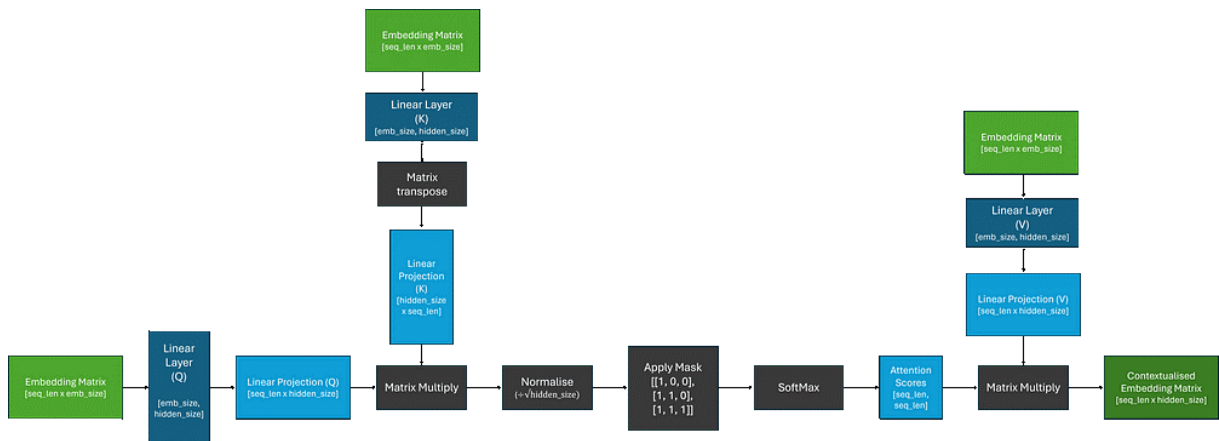 Embedding Matrix
[seq_len x emb_size]
Linear Layer
(K)
[emb_size, hidden_size]
Matrix
transpose
Linear
Projection
(K)
[hidden_size
x seq_len]
Embedding Matrix
[seq_len x emb_size]
Linear Layer
(V)
[emb_size, hidden_size]
Linear Projection (V)
[seq_len x hidden_size]
Embedding Matrix
[seq_len x emb_size]
Linear
Layer
(Q)
[emb_size,
hidden_size]
Linear Projection (Q)
[seq_len x hidden_size]
Matrix Multiply
Normalise
(÷√hidden_size)
Apply Mask
[[1, 0, 0],
[1, 1, 0],
[1, 1, 1]]
SoftMax
Attention
Scores
[seq_len,
seq_len]
Matrix Multiply
Contextualised
Embedding Matrix
[seq_len x hidden_size]